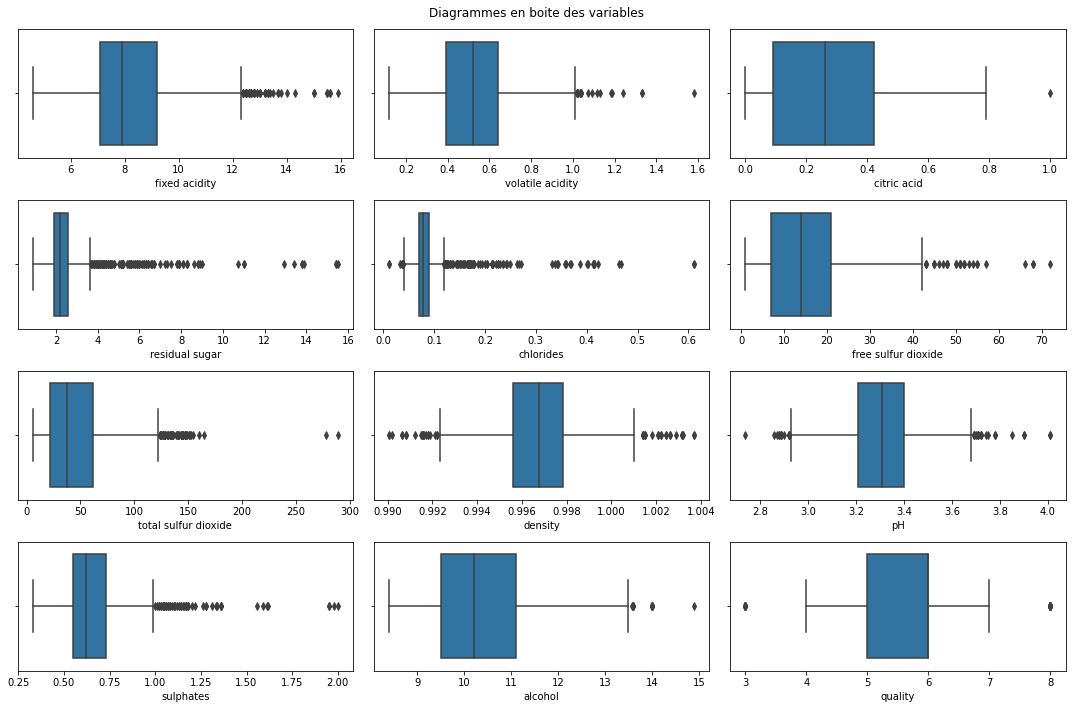 Diagrammes en boite des variables
6 8 10 12 14 16
fixed acidity
0.2 0.4 0.6 0.8 1.0 1.2 1.4 1.6
volatile acidity
0.0 0.2 0.4 0.6 0.8 1.0
citric acid
2 4 6 8 10 12 14 16
residual sugar
0.0 0.1 0.2 0.3 0.4 0.5 0.6
chlorides
0 10 20 30 40 50 60 70
free sulfur dioxide
0 50 100 150 200 250 300
total sulfur dioxide
0.990 0.992 0.994 0.996 0.998 1.000 1.002 1.004
density
2.8 3.0 3.2 3.4 3.6 3.8 4.0
pH
0.25 0.50 0.75 1.00 1.25 1.50 1.75 2.00
sulphates
9 10 11 12 13 14 15
alcohol
3 4 5 6 7 8
quality